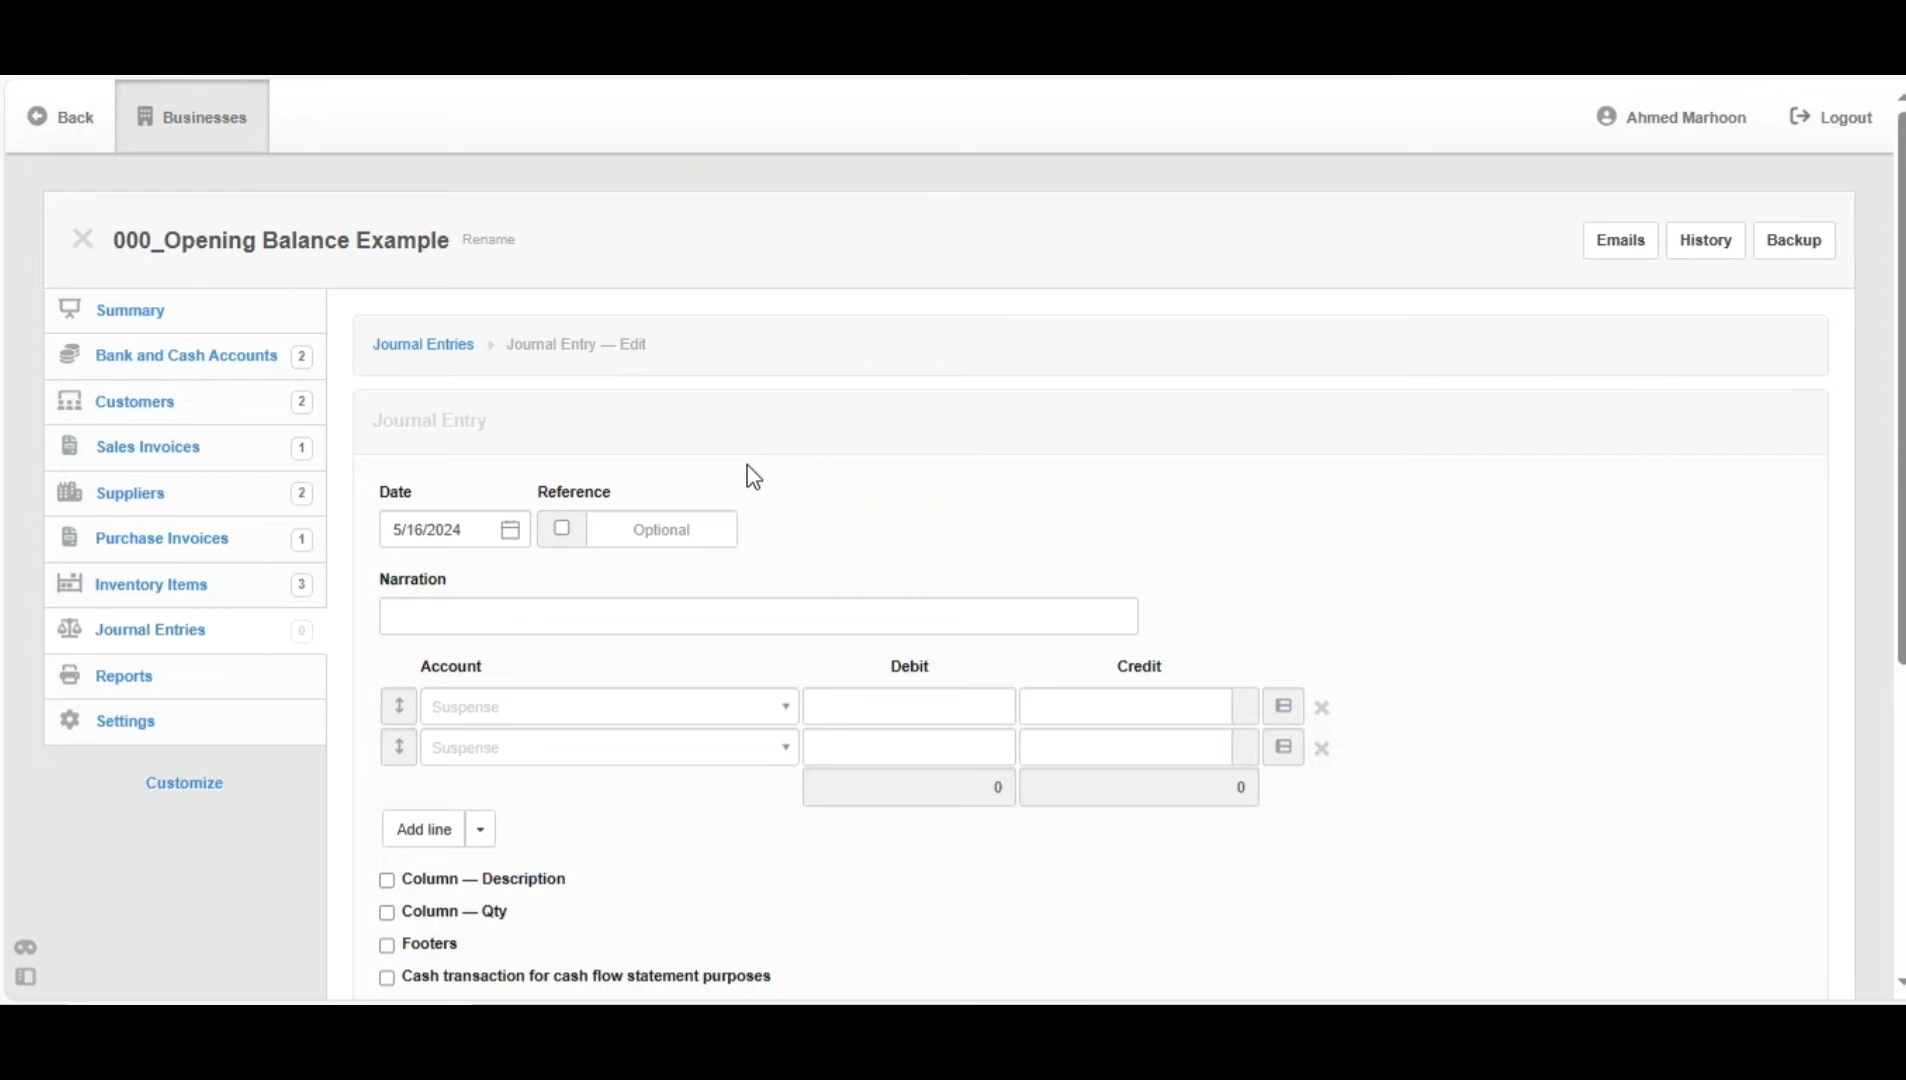 Back
Businesses
Ahmed Marhoon
Logout
000_Opening Balance Example
Rename
Emails
History
Backup
Summary
Bank and Cash Accounts 2
Customers 2
Sales Invoices 1
Suppliers 2
Purchase Invoices 1
Inventory Items 3
Journal Entries 0
Reports
Settings
Customize
Journal Entries Journal Entry — Edit
Journal Entry
Date Reference
5/16/2024 Optional
Narration
Account Debit Credit
Suspense
Suspense
0 0
Add line
Column — Description
Column — Qty
Footers
Cash transaction for cash flow statement purposes